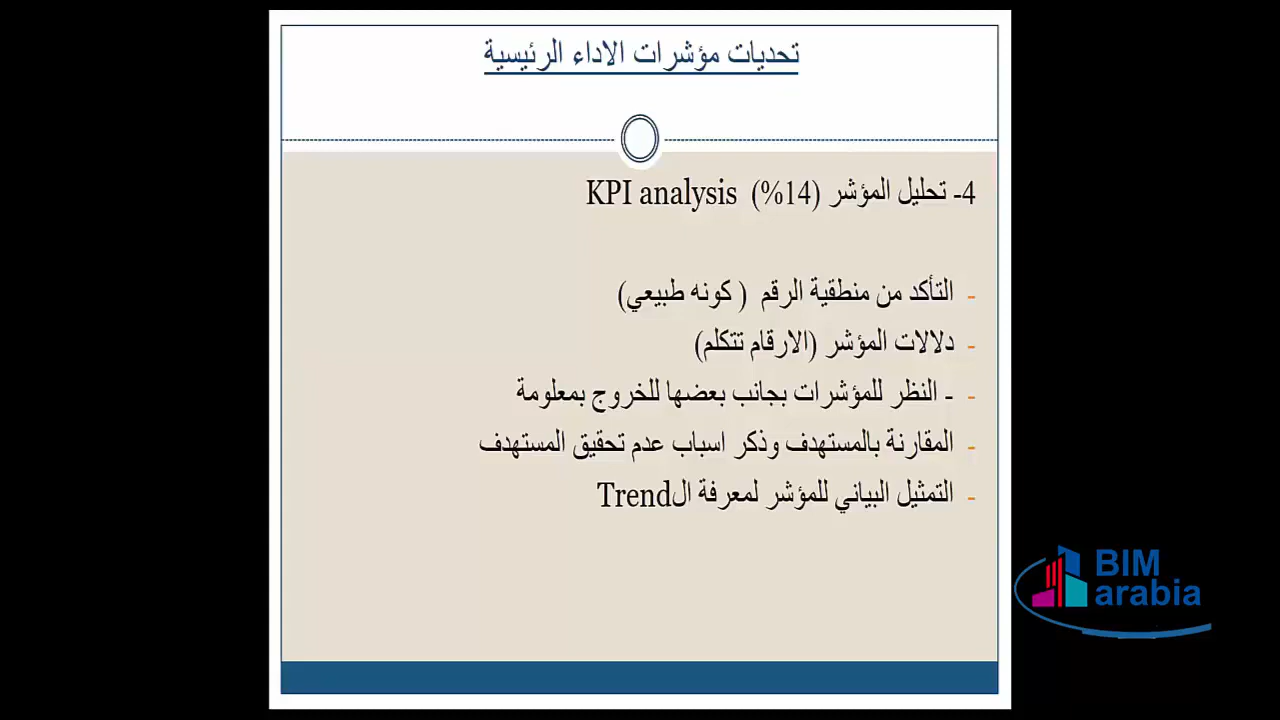 تحديات مؤشرات الاداء الرئيسية
4- تحليل المؤشر (14%) KPI analysis
- التأكد من منطقية الرقم ( كونه طبيعي)
- دلالات المؤشر (الارقام تتكلم)
- - النظر للمؤشرات بجانب بعضها للخروج بمعلومة
- المقارنة بالمستهدف وذكر اسباب عدم تحقيق المستهدف
- التمثيل البياني للمؤشر لمعرفة الTrend
BIM
arabia